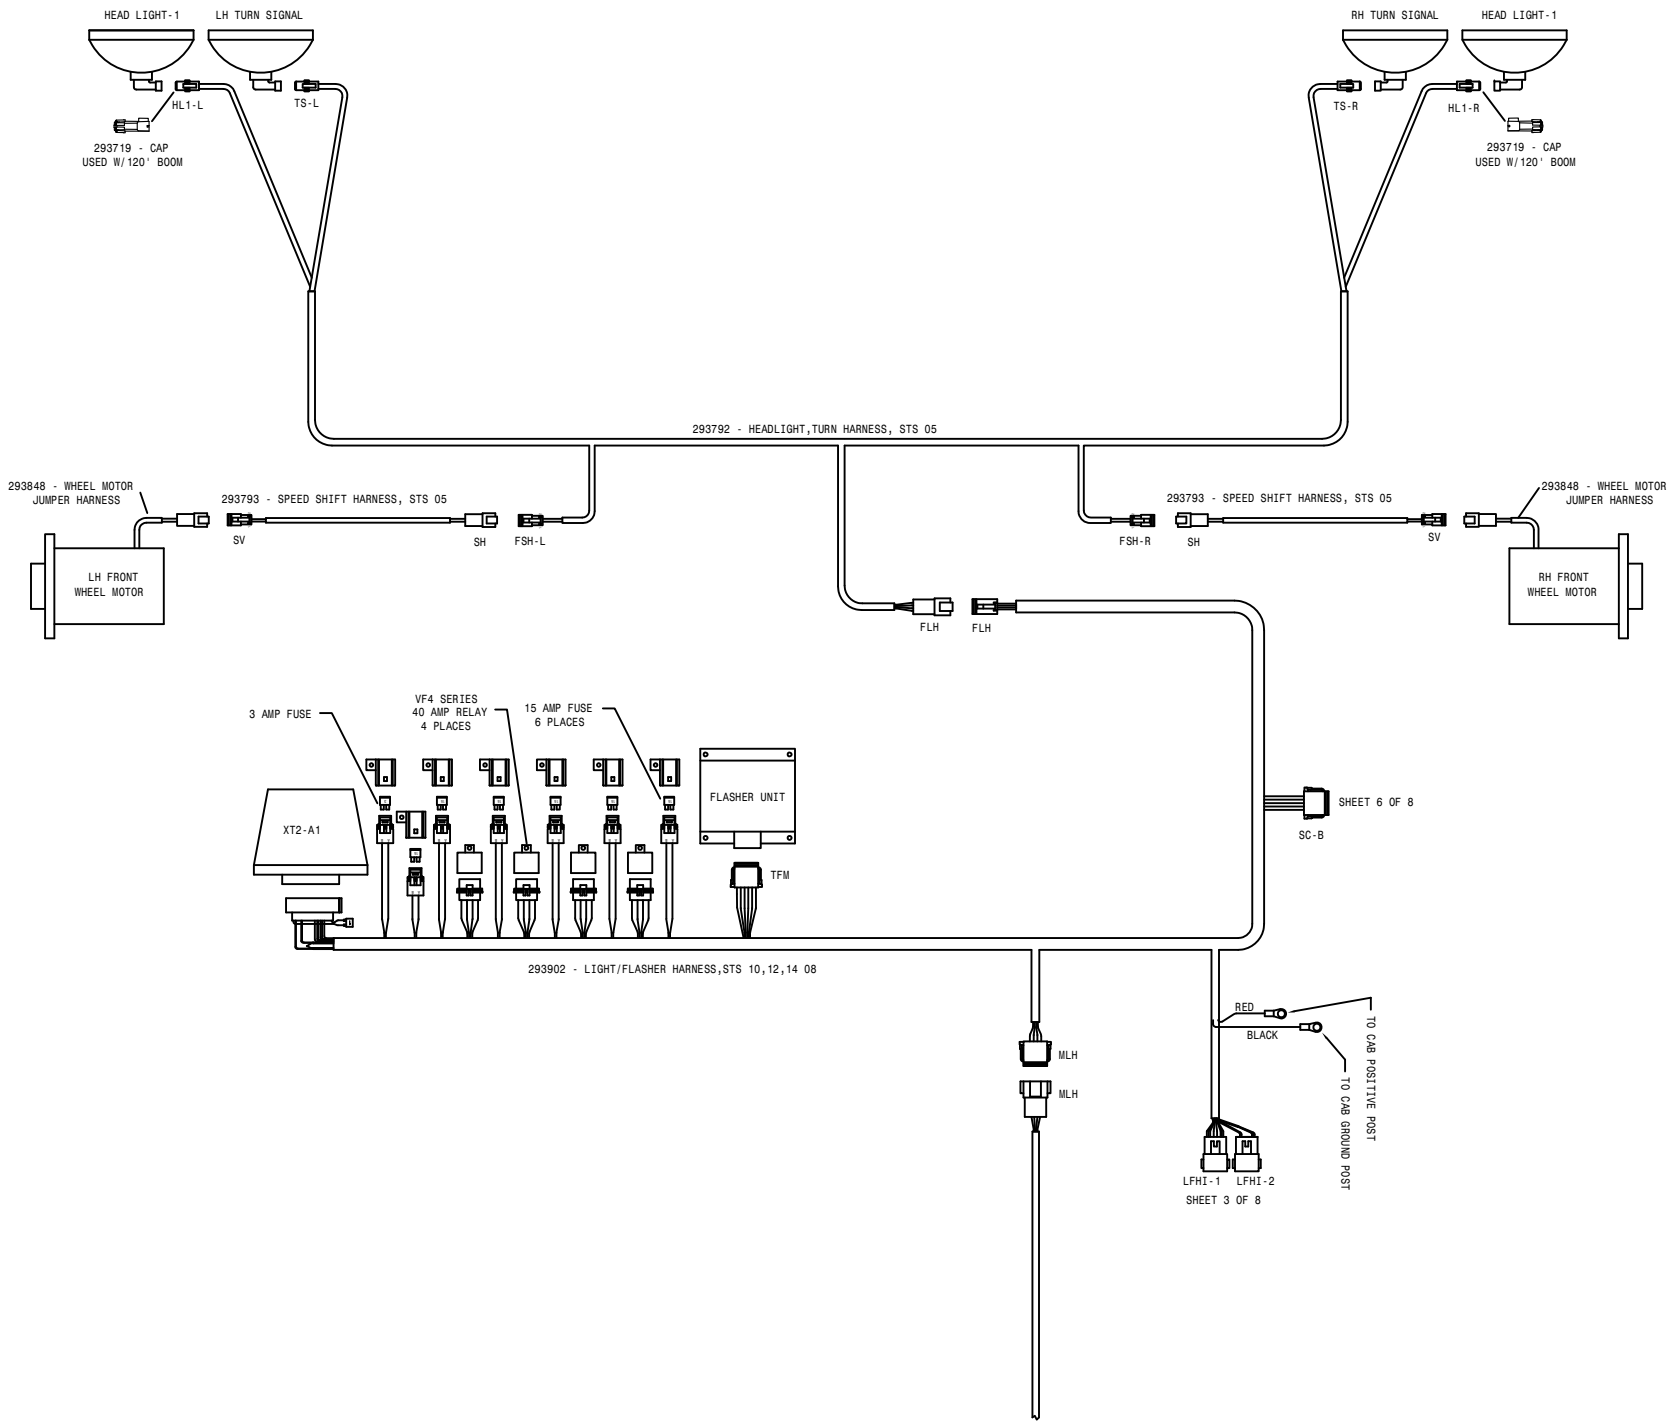 HEAD LIGHT-1
LH TURN SIGNAL
RH TURN SIGNAL
HEAD LIGHT-1
HL1-L
TS-L
TS-R
HL1-R
293719 - CAP
USED W/120' BOOM
293719 - CAP
USED W/120' BOOM
293792 - HEADLIGHT,TURN HARNESS, STS 05
293848 - WHEEL MOTOR
JUMPER HARNESS
293793 - SPEED SHIFT HARNESS, STS 05
293793 - SPEED SHIFT HARNESS, STS 05
293848 - WHEEL MOTOR
JUMPER HARNESS
SV
SH
FSH-L
FSH-R
SH
SV
LH FRONT
WHEEL MOTOR
RH FRONT
WHEEL MOTOR
FLH
FLH
3 AMP FUSE
VF4 SERIES
40 AMP RELAY
4 PLACES
15 AMP FUSE
6 PLACES
XT2-A1
FLASHER UNIT
TFM
SHEET 6 OF 8
SC-B
293902 - LIGHT/FLASHER HARNESS,STS 10,12,14 08
RED
BLACK
TO CAB POSITIVE POST
TO CAB GROUND POST
MLH
MLH
LFHI-1
LFHI-2
SHEET 3 OF 8